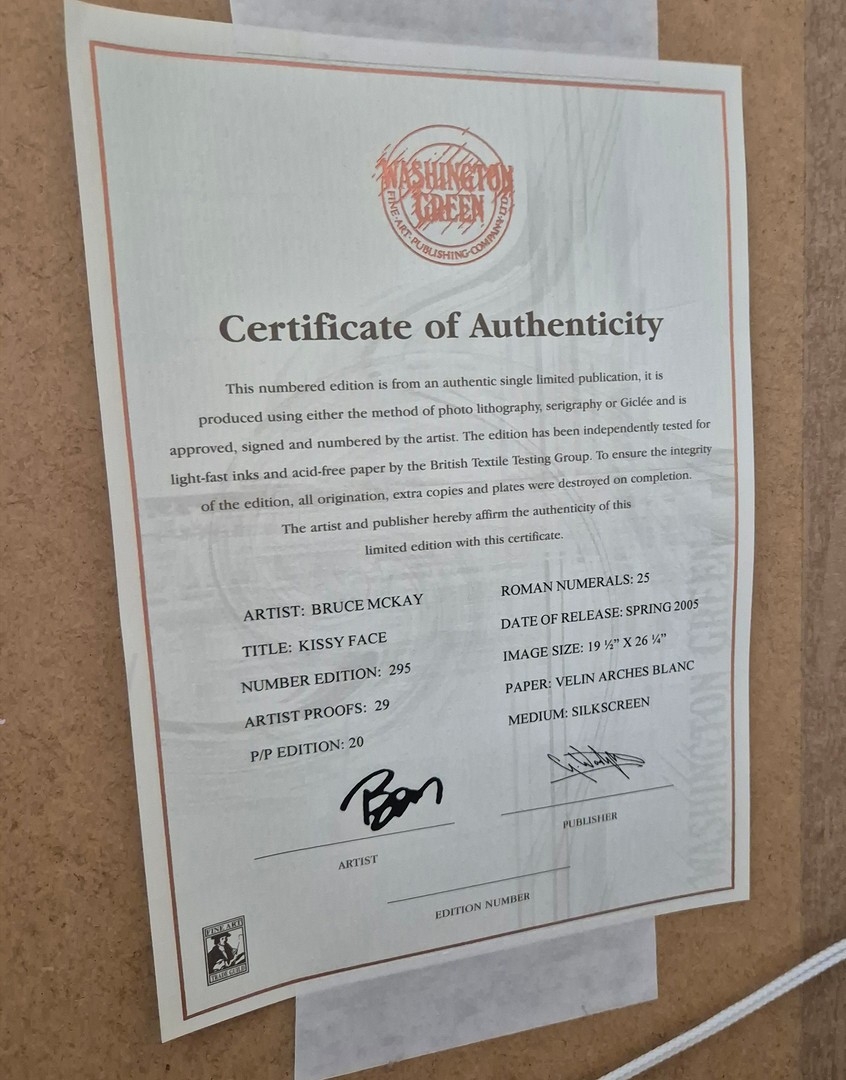 WASHINGTON
GREEN
FINE·ART·PUBLISHING·COMPANY·LTD
Certificate of Authenticity
This numbered edition is from an authentic single limited publication, it is
produced using either the method of photo lithography, serigraphy or Giclée and is
approved, signed and numbered by the artist. The edition has been independently tested for
light-fast inks and acid-free paper by the British Textile Testing Group. To ensure the integrity
of the edition, all origination, extra copies and plates were destroyed on completion.
The artist and publisher hereby affirm the authenticity of this
limited edition with this certificate.
ARTIST: BRUCE MCKAY
TITLE: KISSY FACE
NUMBER EDITION: 295
ARTIST PROOFS: 29
P/P EDITION: 20
ROMAN NUMERALS: 25
DATE OF RELEASE: SPRING 2005
IMAGE SIZE: 19 ½” X 26 ¼”
PAPER: VELIN ARCHES BLANC
MEDIUM: SILKSCREEN
ARTIST
PUBLISHER
EDITION NUMBER
WASHINGTON GREEN
FINE ART
TRADE GUILD